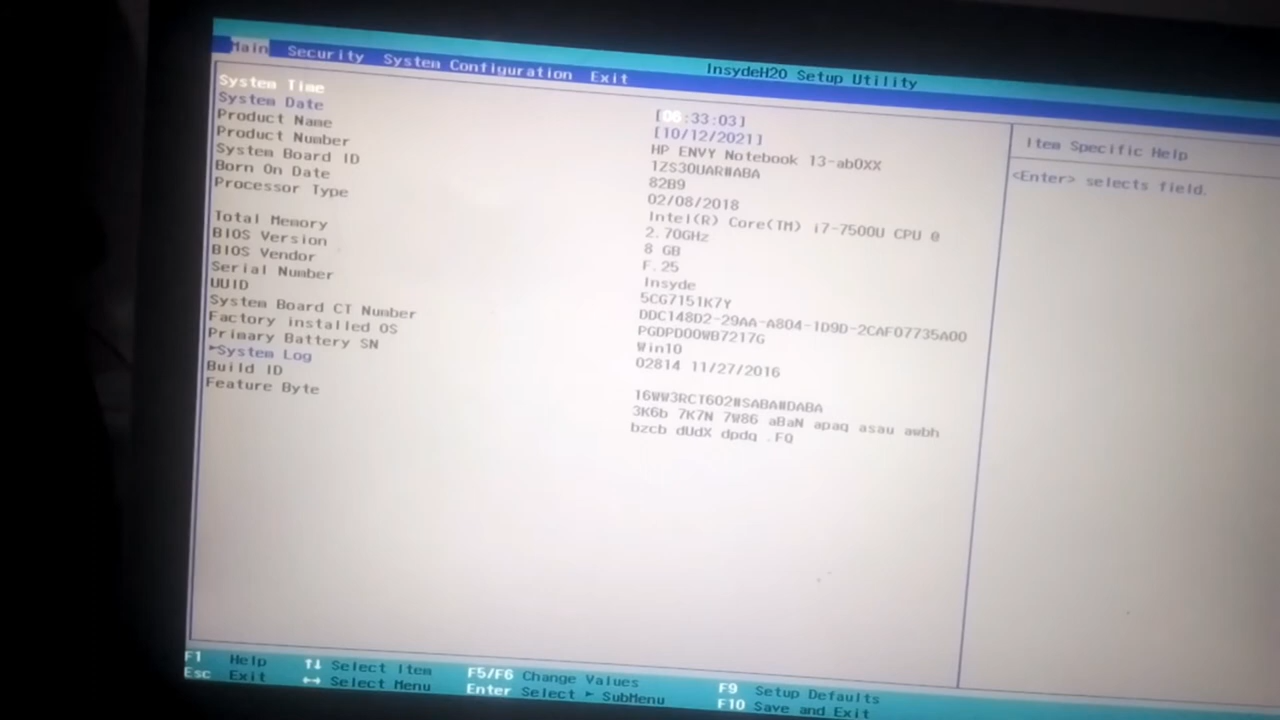 InsydeH2O Setup Utility
Main Security System Configuration Exit
System Time [08:33:03]
System Date [10/12/2021]
Product Name HP ENVY Notebook 13-ab0XX
Product Number 1ZS30UAR#ABA
System Board ID 82B9
Born On Date 02/08/2018
Processor Type Intel(R) Core(TM) i7-7500U CPU @
2.70GHz
Total Memory 8 GB
BIOS Version F.25
BIOS Vendor Insyde
Serial Number 5CG7151K7Y
UUID DDC148D2-29AA-A804-1D9D-2CAF07735A00
System Board CT Number PGDPD00WB7217G
Factory installed OS Win10
Primary Battery SN 02814 11/27/2016
►System Log
Build ID 16WW3RCT602#SABA#DABA
Feature Byte 3K6b 7K7N 7W86 aBaN apaq asau awbh
bzcb dUdX dpdq .FQ
Item Specific Help
<Enter> selects field.
F1 Help ↑↓ Select Item F5/F6 Change Values F9 Setup Defaults
Esc Exit ↔ Select Menu Enter Select ► SubMenu F10 Save and Exit